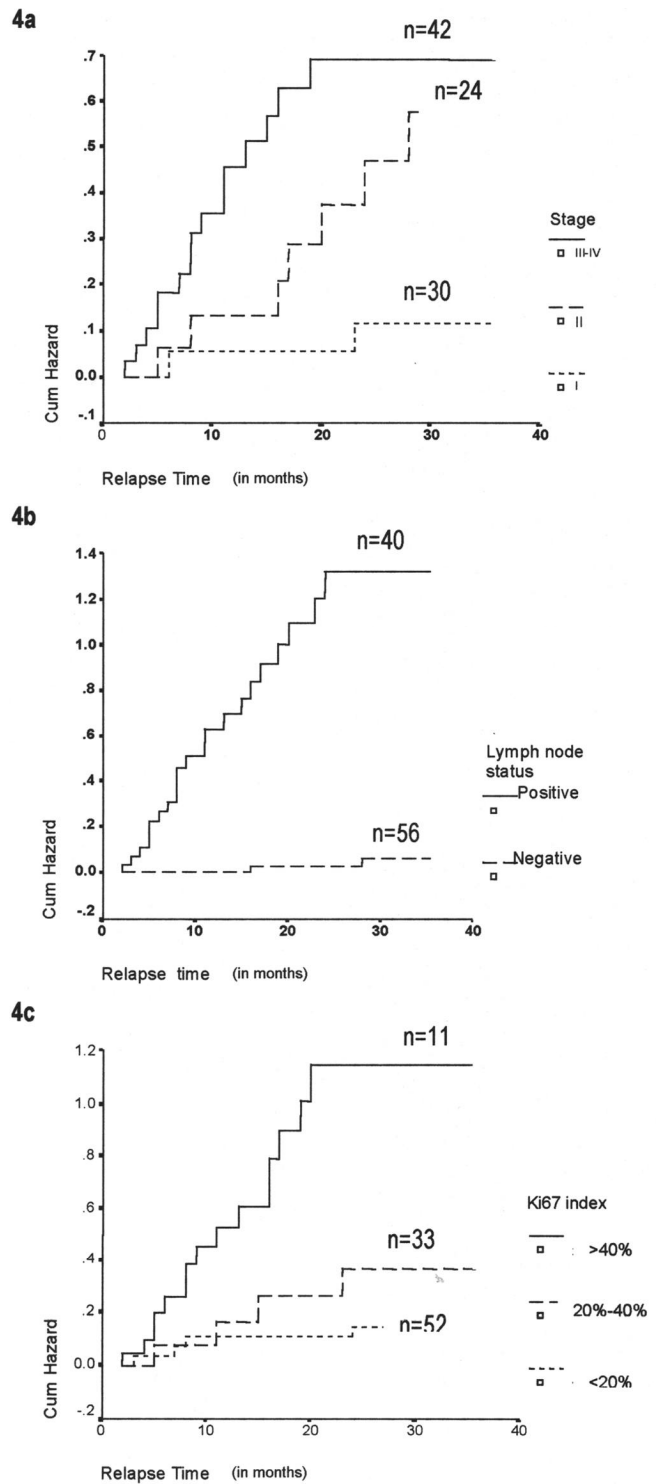 4a
n=42
.7
.6
n=24
.5
.4
Stage
.3
III-IV
n=30
.2
II
.1
0.0
I
-.1
Cum Hazard
0 10 20 30 40
Relapse Time (in months)
4b
n=40
1.4
1.2
1.0
.8
Lymph node
status
.6
Positive
.4
n=56
.2
Negative
0.0
-.2
Cum Hazard
0 10 20 30 40
Relapse time (in months)
4c
n=11
1.2
1.0
.8
Ki67 index
.6
>40%
n=33
.4
20%-40%
.2
n=52
0.0
<20%
-.2
Cum Hazard
0 10 20 30 40
Relapse Time (in months)